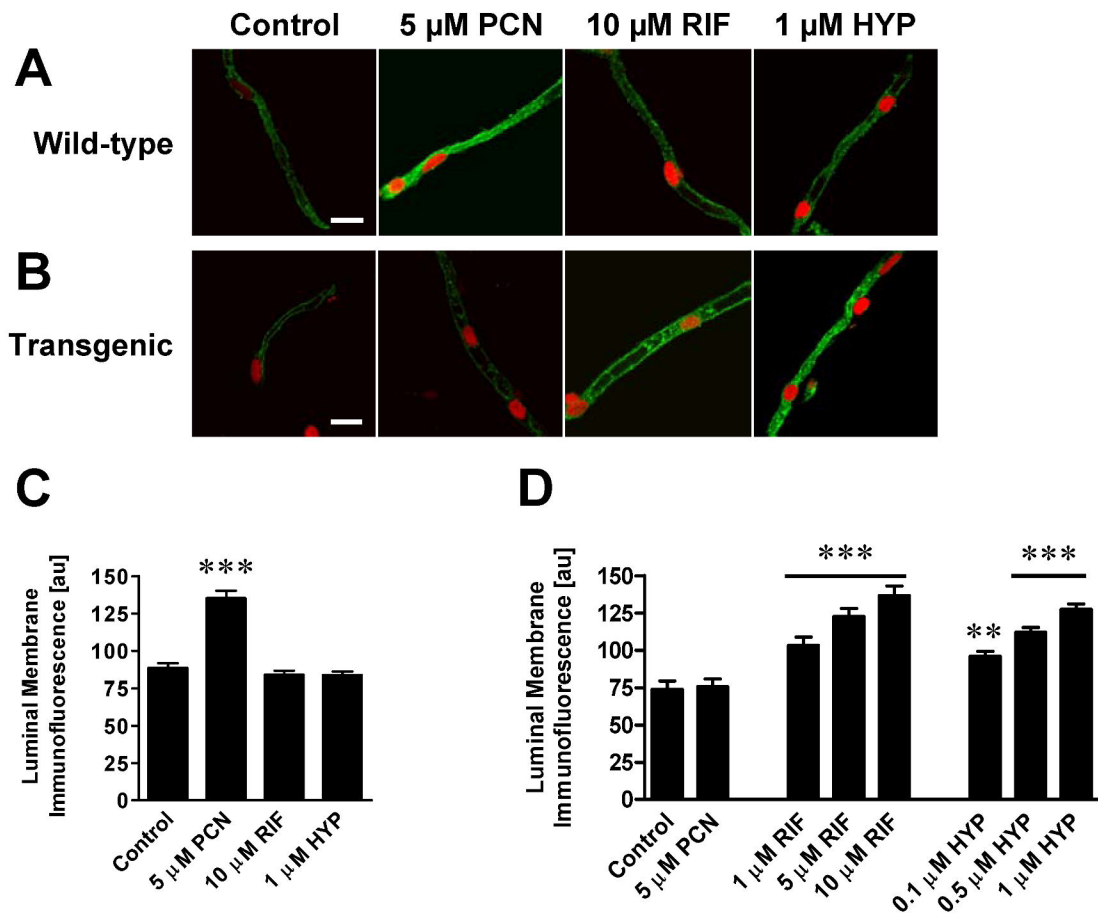 Control 5 µM PCN 10 µM RIF 1 µM HYP
A
Wild-type
B
Transgenic
C
Luminal Membrane
Immunofluorescence [au]
150
125
100
75
50
25
0
***
Control
5 µM PCN
10 µM RIF
1 µM HYP
D
Luminal Membrane
Immunofluorescence [au]
150
125
100
75
50
25
0
***
**
***
Control
5 µM PCN
1 µM RIF
5 µM RIF
10 µM RIF
0.1 µM HYP
0.5 µM HYP
1 µM HYP